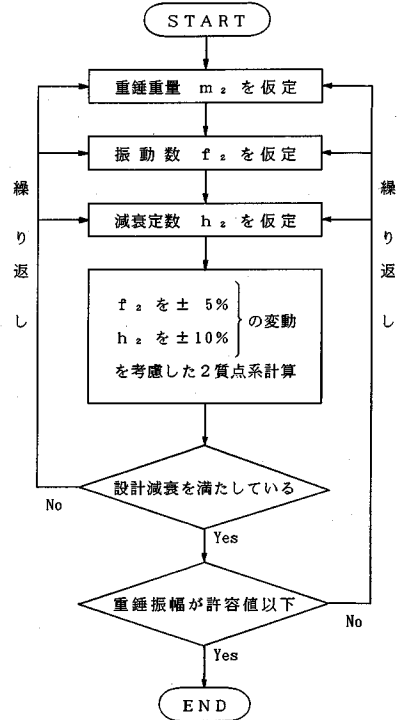 START
重錘重量 m₂ を仮定
振動数 f₂ を仮定
減衰定数 h₂ を仮定
繰り返し
繰り返し
f₂ を± 5%
h₂ を±10%
の変動
を考慮した2質点系計算
設計減衰を満たしている
No
Yes
重錘振幅が許容値以下
No
Yes
END